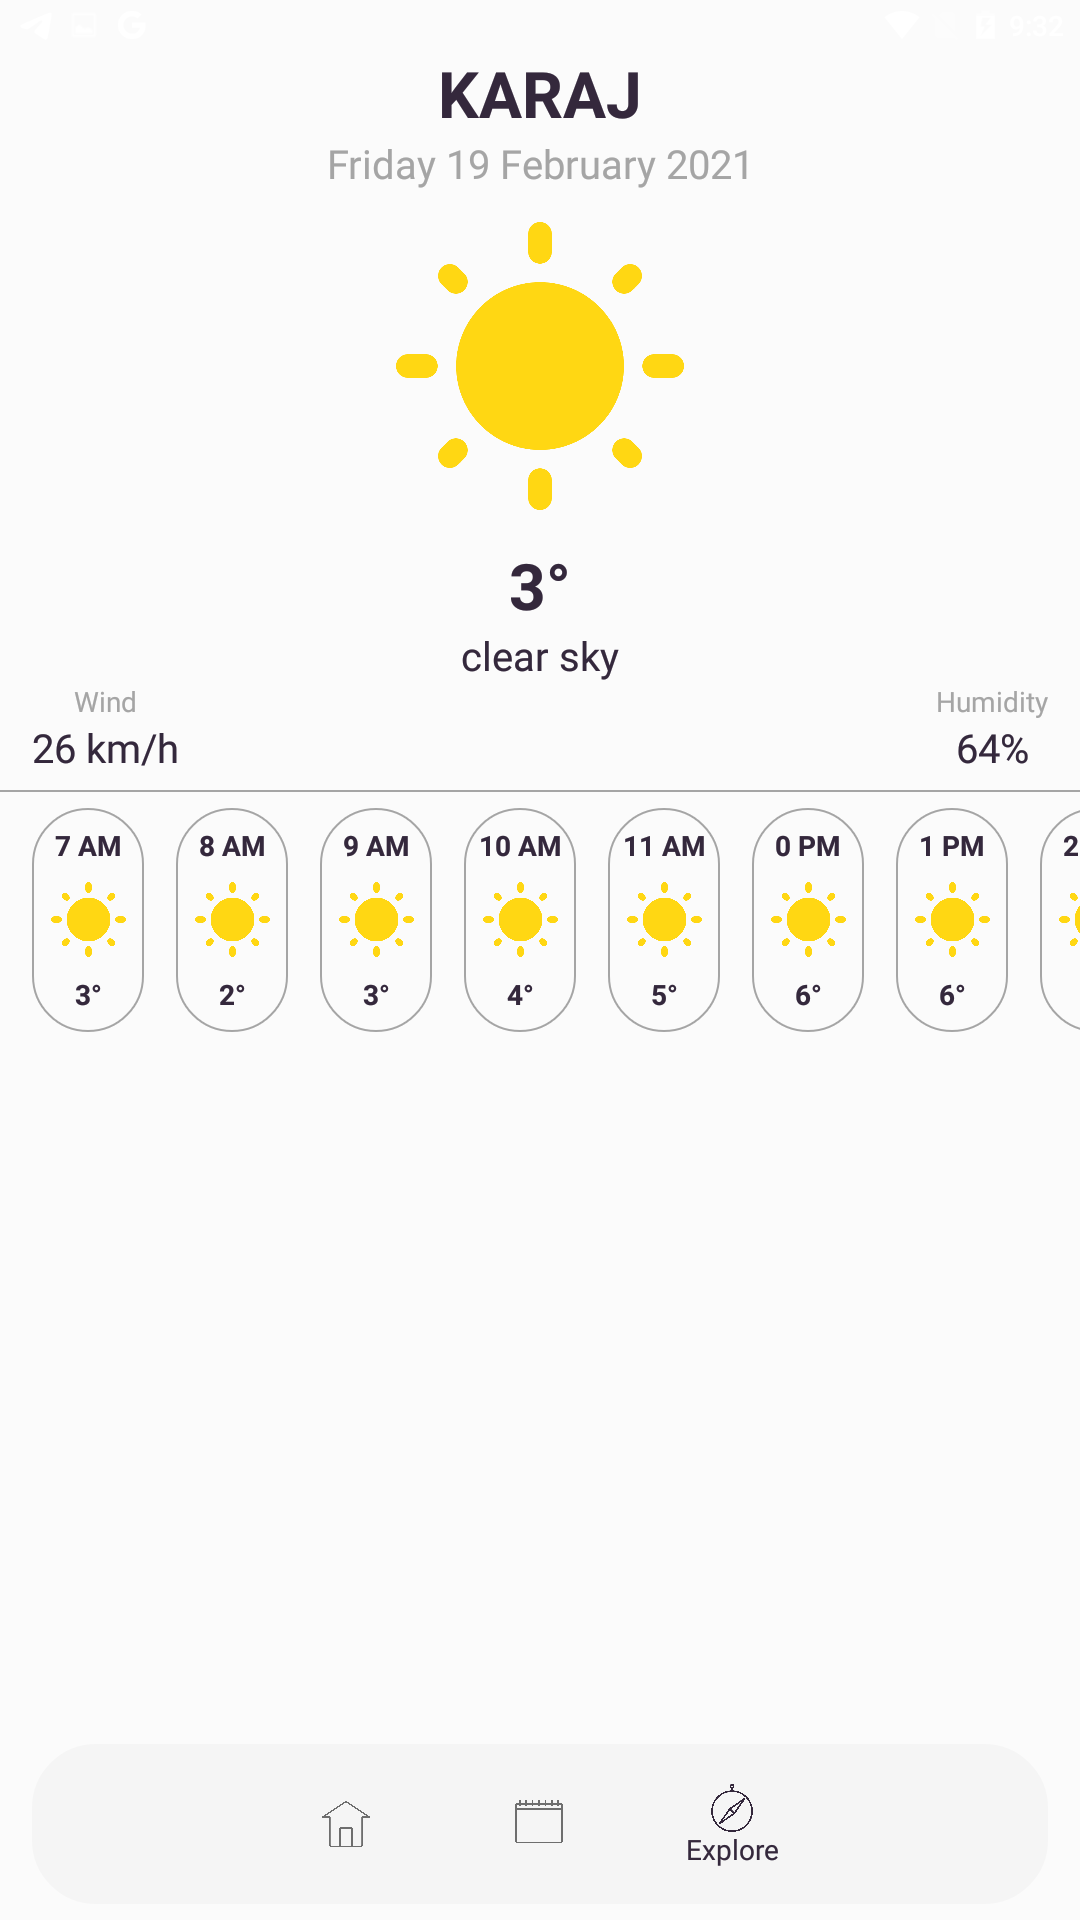 9:32
KARAJ
Friday 19 February 2021
3°
clear sky
Wind
Humidity
26 km/h
64%
7 AM
8 AM
9 AM
10 AM
11 AM
0 PM
1 PM
2
3°
2°
3°
4°
5°
6°
6°
Explore